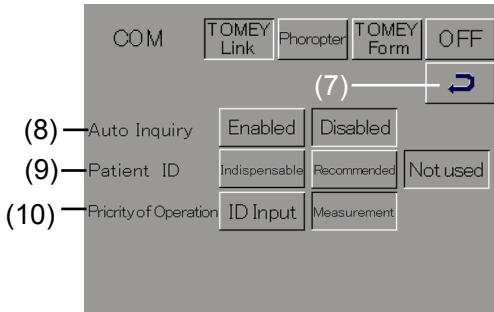 COM TOMEY Link Phoropter TOMEY Form OFF
(7)
(8) Auto Inquiry Enabled Disabled
(9) Patient ID Indispensable Recommended Not used
(10) Pricrity of Operation ID Input Measurement